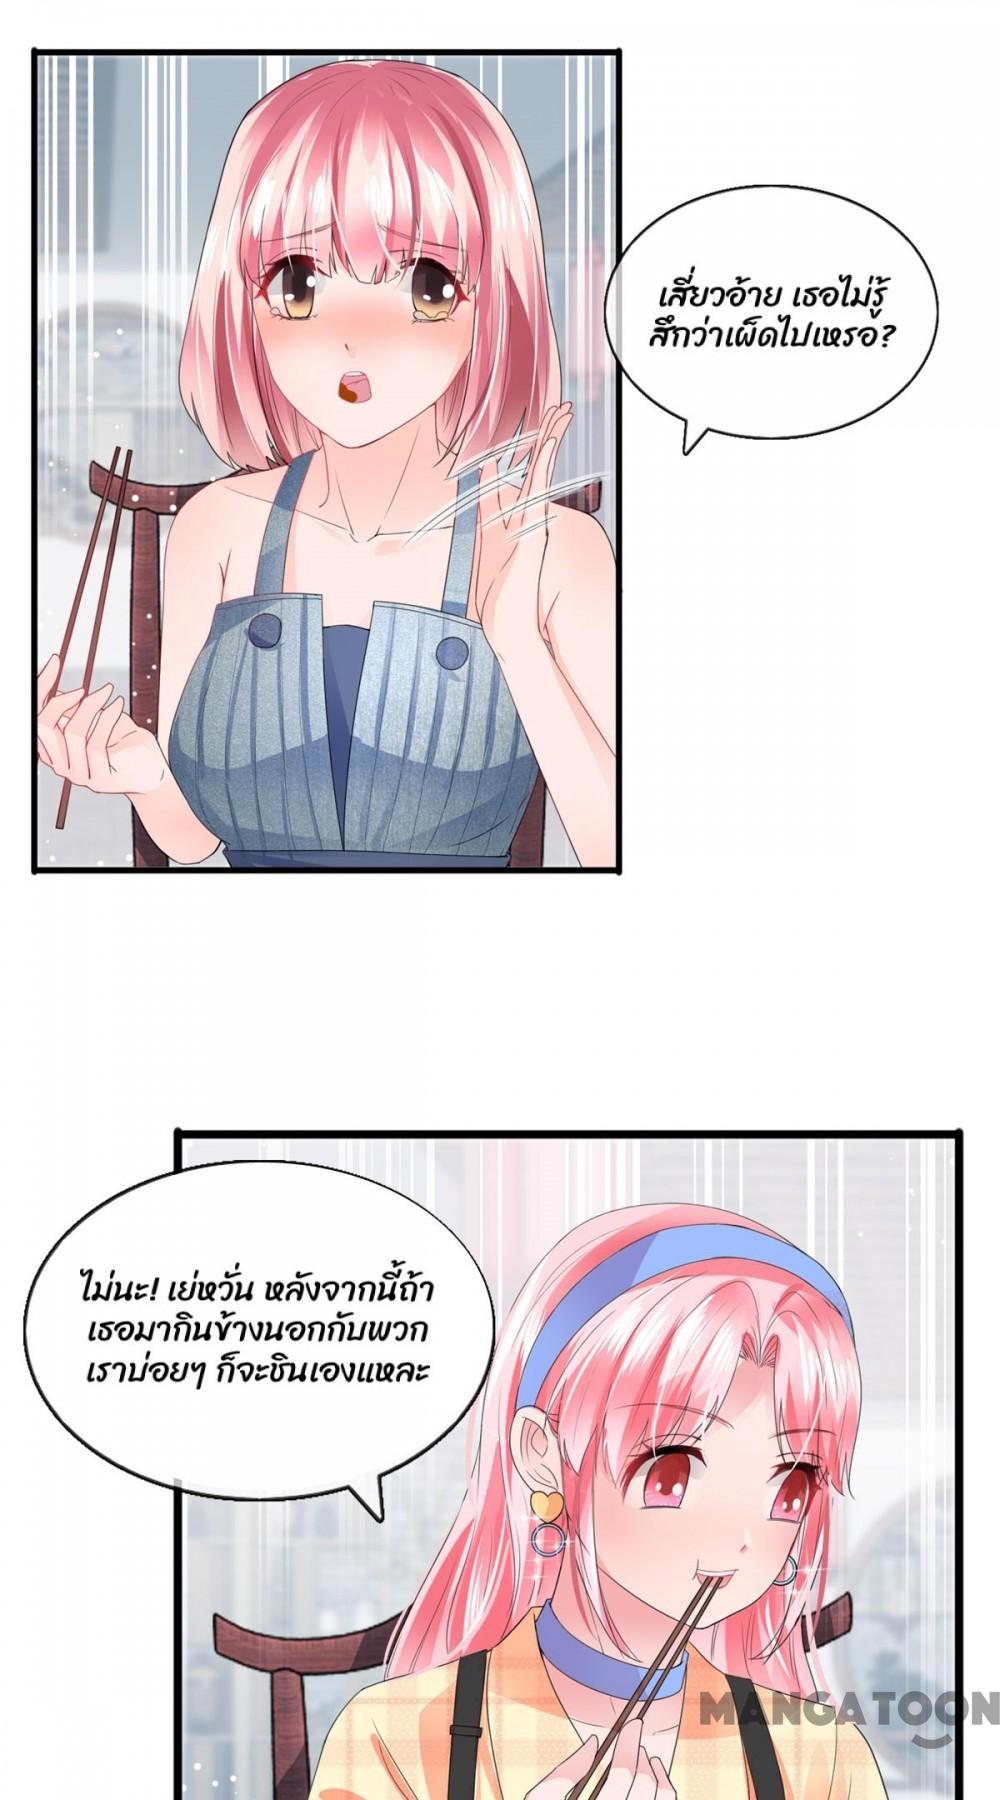 เสี่ยวอ้าย เธอไม่รู้
สึกว่าเผ็ดไปเหรอ?
ไม่นะ! เย่หวั่น หลังจากนี้ถ้า
เธอมากินข้างนอกกับพวก
เราบ่อยๆ ก็จะชินเองแหละ
MANGATOON